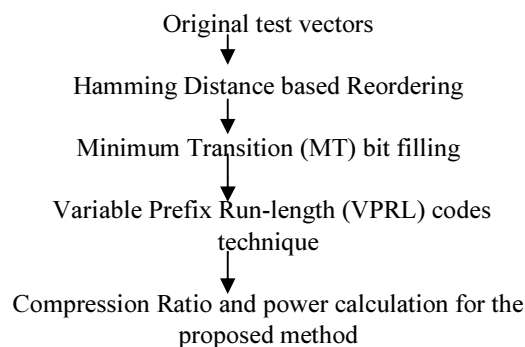 Original test vectors
Hamming Distance based Reordering
Minimum Transition (MT) bit filling
Variable Prefix Run-length (VPRL) codes
technique
Compression Ratio and power calculation for the
proposed method